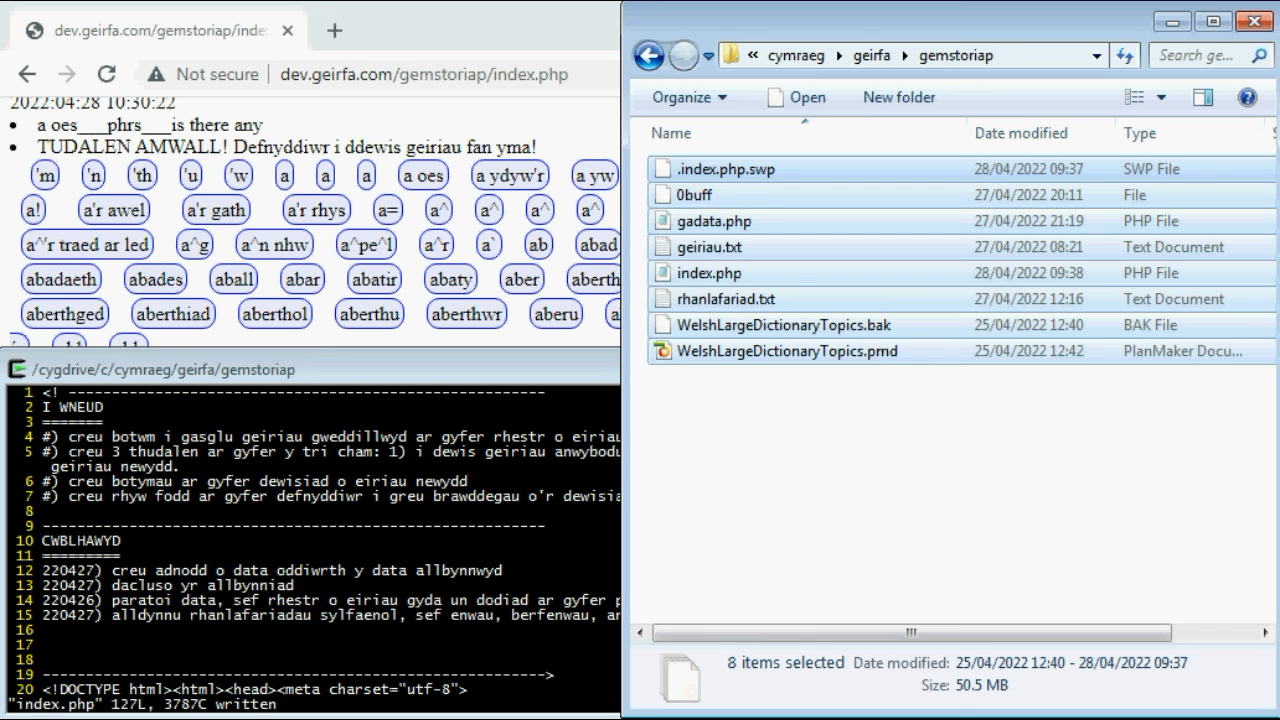 dev.geirfa.com/gemstoriap/inde
Not secure | dev.geirfa.com/gemstoriap/index.php
2022:04:28 10:30:22
• a oes___phrs___is there any
• TUDALEN AMWALL! Defnyddiwr i ddewis geiriau fan yma!
'm 'n 'th 'u 'w a a a a oes a ydyw'r a yw
a! a'r awel a'r gath a'r rhys a= a^ a^ a^ a^
a^'r traed ar led a^g a^n nhw a^pe^l a^r a` ab abad
abadaeth abades aball abar abatir abaty aber aberth
aberthged aberthiad aberthol aberthu aberthwr aberu a
/cygdrive/c/cymraeg/geirfa/gemstoriap
1 <! -------------------------------------------------------
2 I WNEUD
3 =======
4 #) creu botwm i gasglu geiriau gweddillwyd ar gyfer rhestr o eiriau
5 #) creu 3 thudalen ar gyfer y tri cham: 1) i dewis geiriau anwybodu
geiriau newydd.
6 #) creu botymau ar gyfer dewisiad o eiriau newydd
7 #) creu rhyw fodd ar gyfer defnyddiwr i greu brawddegau o'r dewisia
8
9 ----------------------------------------------------------
10 CWBLHAWYD
11 =========
12 220427) creu adnodd o data oddiwrth y data allbynnwyd
13 220427) dacluso yr allbynniad
14 220426) paratoi data, sef rhestr o eiriau gyda un dodiad ar gyfer p
15 220427) alldynnu rhanlafariadau sylfaenol, sef enwau, berfenwau, an
16
17
18
19 ---------------------------------------------------------->
20 <!DOCTYPE html><html><head><meta charset="utf-8">
"index.php" 127L, 3787C written
« cymraeg ▸ geirfa ▸ gemstoriap Search ge...
Organize Open New folder
Name Date modified Type S
.index.php.swp 28/04/2022 09:37 SWP File
0buff 27/04/2022 20:11 File
gadata.php 27/04/2022 21:19 PHP File
geiriau.txt 27/04/2022 08:21 Text Document
index.php 28/04/2022 09:38 PHP File
rhanlafariad.txt 27/04/2022 12:16 Text Document
WelshLargeDictionaryTopics.bak 25/04/2022 12:40 BAK File
WelshLargeDictionaryTopics.pmd 25/04/2022 12:42 PlanMaker Docu...
8 items selected Date modified: 25/04/2022 12:40 - 28/04/2022 09:37
Size: 50.5 MB